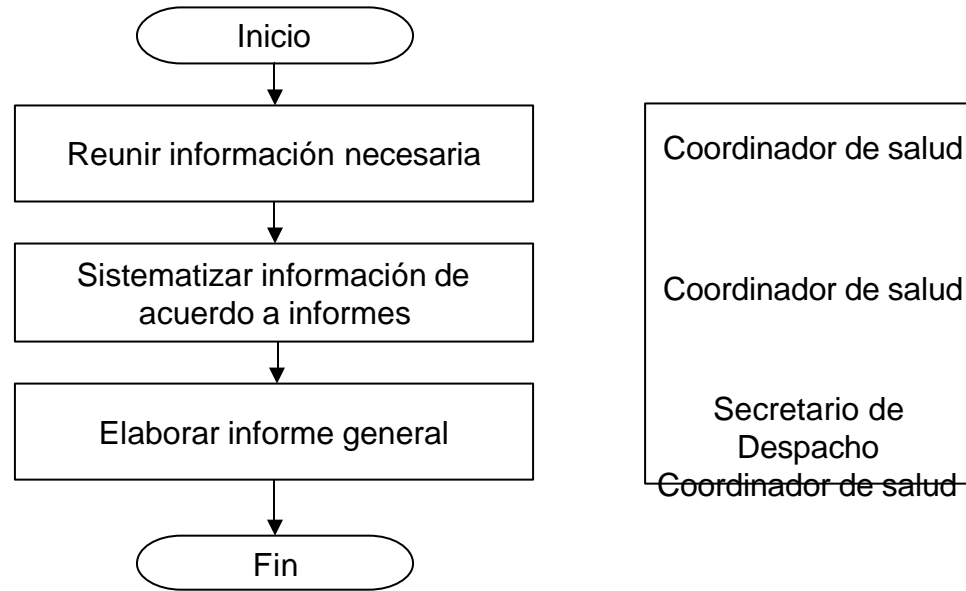 Inicio
Reunir información necesaria
Coordinador de salud
Sistematizar información de
acuerdo a informes
Coordinador de salud
Elaborar informe general
Secretario de
Despacho
Coordinador de salud
Fin